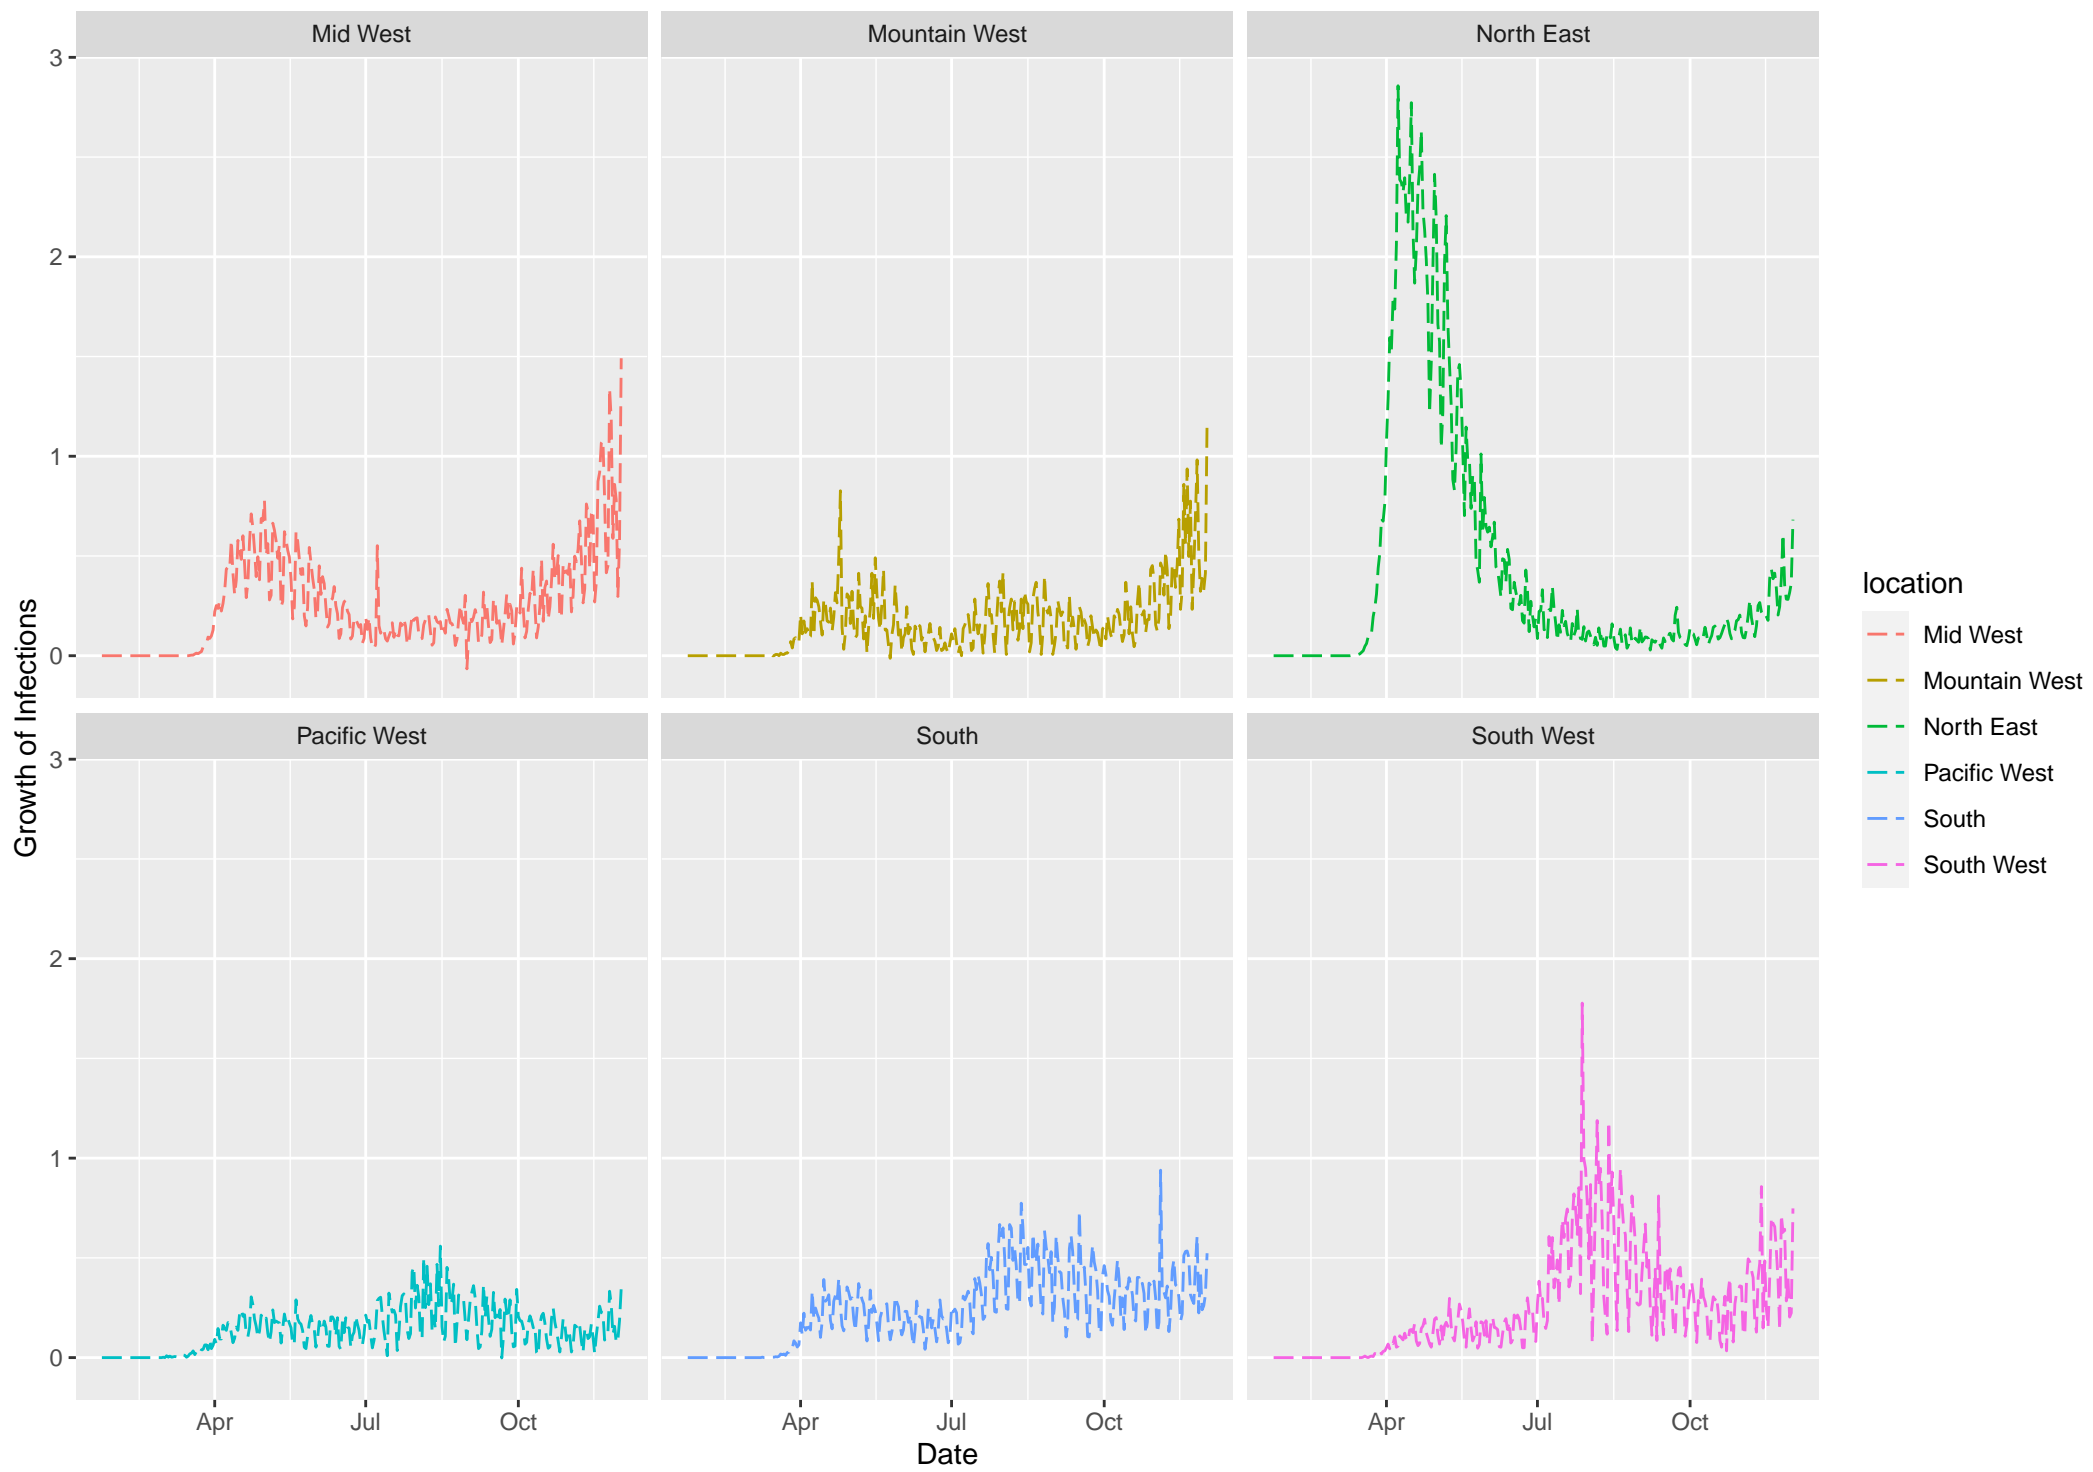 Mid West
Mountain West
North East
3
2
1
0
Pacific West
South
South West
3
2
1
0
Apr
Jul
Oct
Apr
Jul
Oct
Apr
Jul
Oct
Date
Growth of Infections
location
Mid West
Mountain West
North East
Pacific West
South
South West